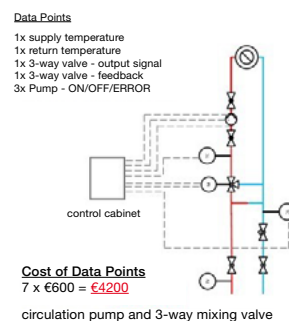 Data Points
1x supply temperature
1x return temperature
1x 3-way valve - output signal
1x 3-way valve - feedback
3x Pump - ON/OFF/ERROR
control cabinet
Cost of Data Points
7 x €600 = €4200
circulation pump and 3-way mixing valve